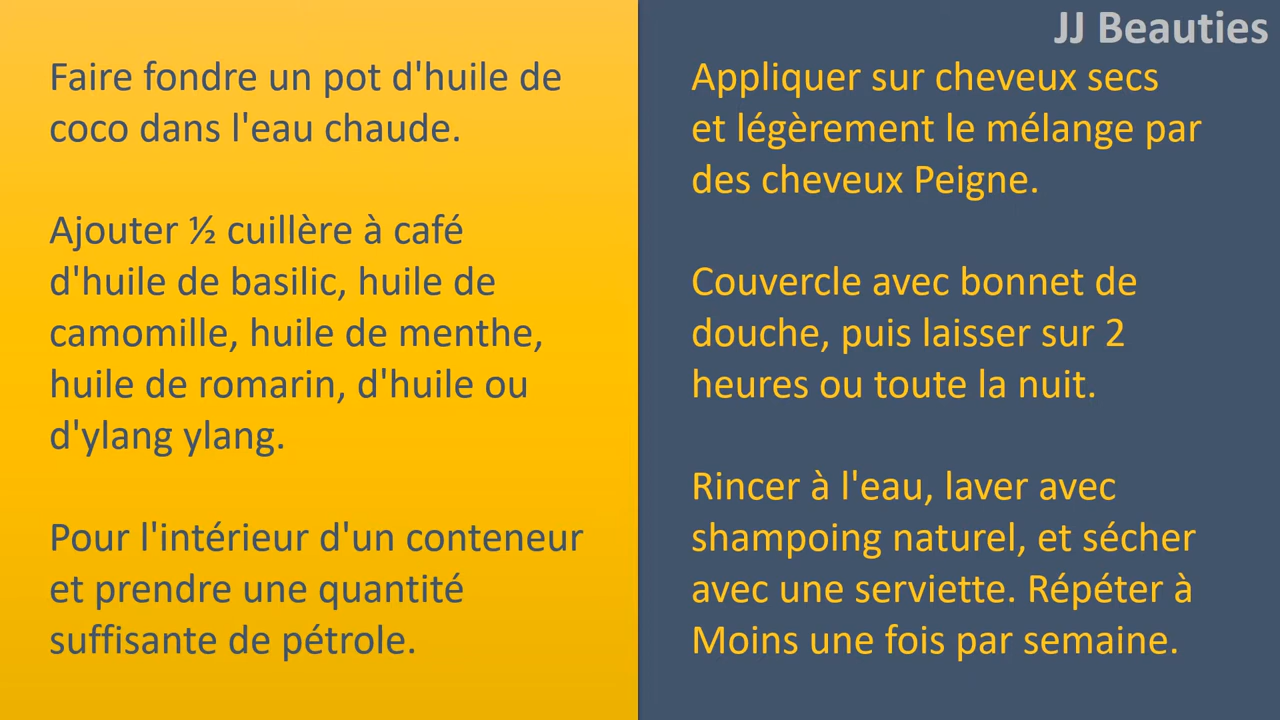 JJ Beauties
Faire fondre un pot d'huile de
coco dans l'eau chaude.
Ajouter ½ cuillère à café
d'huile de basilic, huile de
camomille, huile de menthe,
huile de romarin, d'huile ou
d'ylang ylang.
Pour l'intérieur d'un conteneur
et prendre une quantité
suffisante de pétrole.
Appliquer sur cheveux secs
et légèrement le mélange par
des cheveux Peigne.
Couvercle avec bonnet de
douche, puis laisser sur 2
heures ou toute la nuit.
Rincer à l'eau, laver avec
shampoing naturel, et sécher
avec une serviette. Répéter à
Moins une fois par semaine.